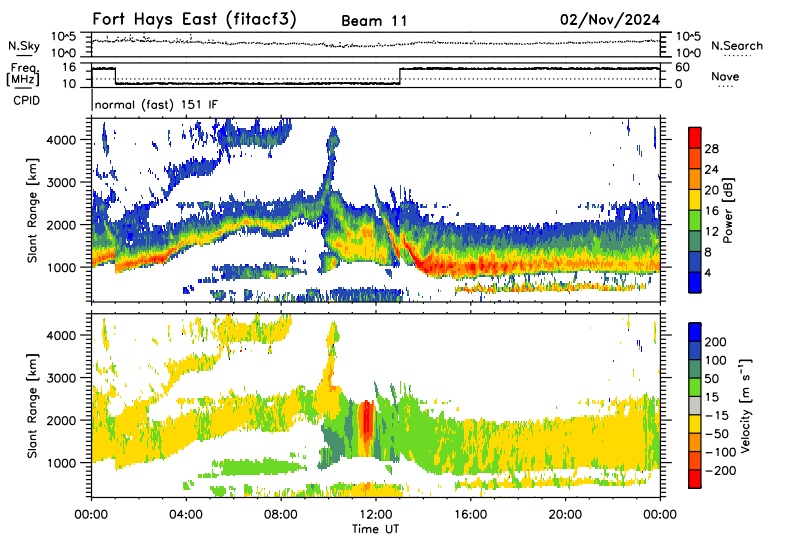 Fort Hays East (fitacf3) Beam 11 02/Nov/2024
N.Sky 10^5 10^5 N.Search
10^0 10^0
Freq. 16 60 Nave
[MHz] 10 0
CPID normal (fast) 151 IF
Slant Range [km]
4000
3000
2000
1000
Power [dB]
28
24
20
16
12
8
4
Slant Range [km]
4000
3000
2000
1000
Velocity [m s^-1]
200
100
50
15
-15
-50
-100
-200
00:00 04:00 08:00 12:00 16:00 20:00 00:00
Time UT